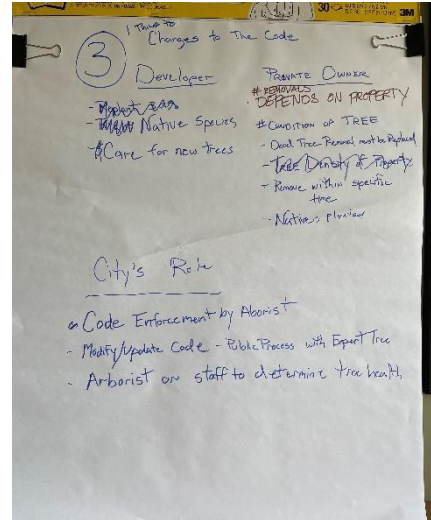 30
3M
1 Thing to
Changes to The Code
3
Developer
Private Owner
# REMOVALS
DEPENDS ON PROPERTY
- Native Species
# CONDITION OF TREE
- Care for new trees
- Dead Tree Removal must be Replaced
- Tree Density of Property
- Remove within specific
time
- Natives
City's Role
Code Enforcement by Aborist
- Modify/Update Code - Public Process with Expert Tree
- Arborist on staff to determine tree health